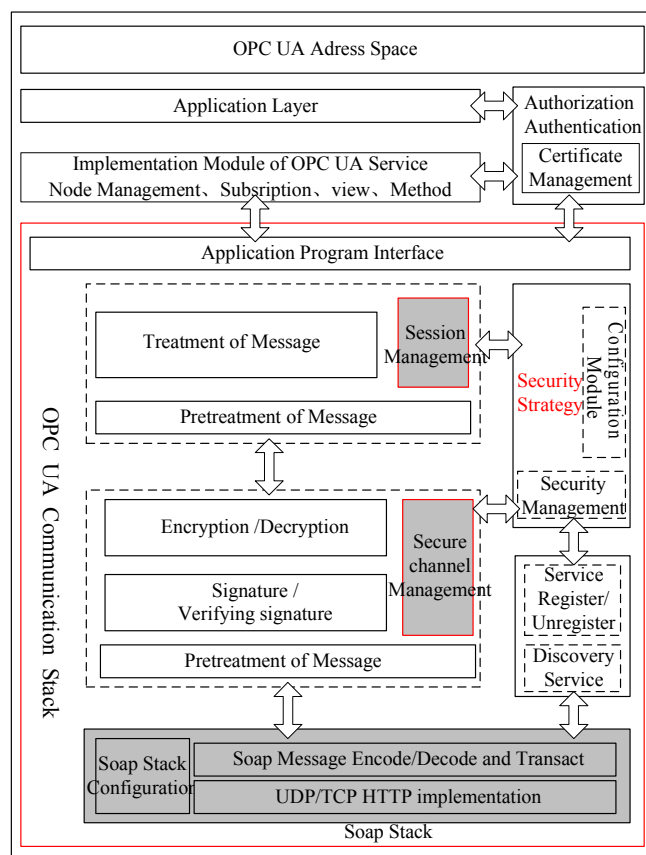 OPC UA Adress Space
Application Layer
Authorization
Authentication
Certificate
Management
Implementation Module of OPC UA Service
Node Management、Subsription、view、Method
Application Program Interface
Treatment of Message
Session
Management
Pretreatment of Message
Security
Strategy
Configuration
Module
Security
Management
OPC UA Communication Stack
Encryption /Decryption
Signature /
Verifying signature
Secure
channel
Management
Pretreatment of Message
Service
Register/
Unregister
Discovery
Service
Soap Stack
Configuration
Soap Message Encode/Decode and Transact
UDP/TCP HTTP implementation
Soap Stack